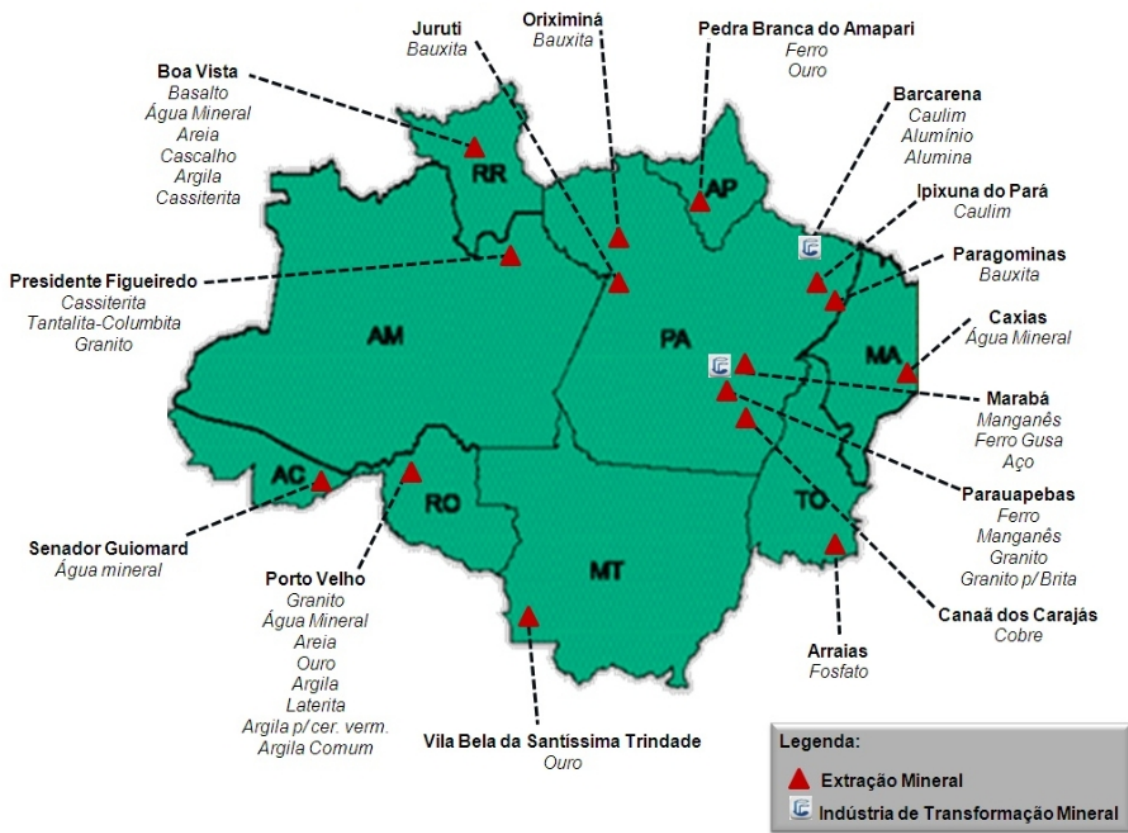 Oriximiná
Bauxita
Juruti
Bauxita
Pedra Branca do Amapari
Ferro
Ouro
Boa Vista
Basalto
Água Mineral
Areia
Cascalho
Argila
Cassiterita
Barcarena
Caulim
Alumínio
Alumina
Ipixuna do Pará
Caulim
Paragominas
Bauxita
Presidente Figueiredo
Cassiterita
Tantalita-Columbita
Granito
Caxias
Água Mineral
Marabá
Manganês
Ferro Gusa
Aço
Parauapebas
Ferro
Manganês
Granito
Granito p/ Brita
Canaã dos Carajás
Cobre
Senador Guiomard
Água mineral
Porto Velho
Granito
Água Mineral
Areia
Ouro
Argila
Laterita
Argila p/ cer. verm.
Argila Comum
Vila Bela da Santíssima Trindade
Ouro
Arraias
Fosfato
RR
AP
AM
PA
MA
AC
RO
TO
MT
Legenda:
Extração Mineral
Indústria de Transformação Mineral